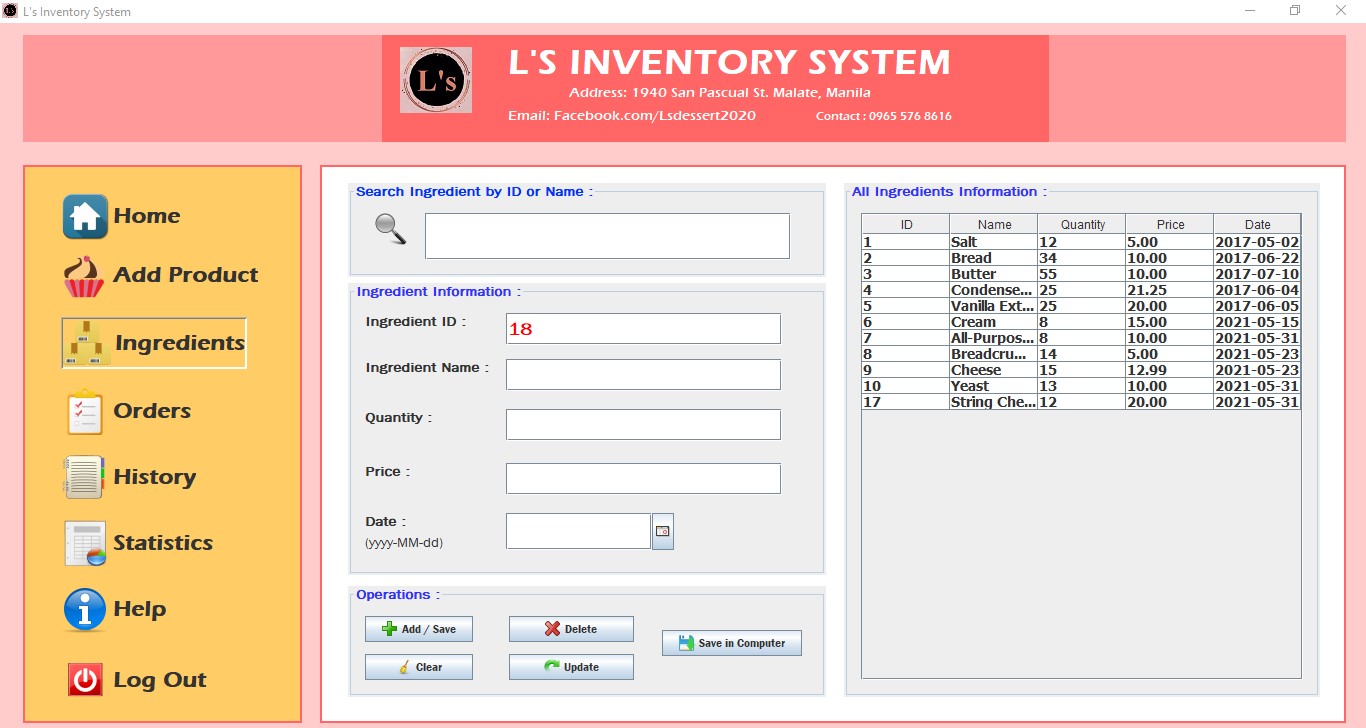 L's Inventory System
L's
L'S INVENTORY SYSTEM
Address: 1940 San Pascual St. Malate, Manila
Email: Facebook.com/Lsdessert2020 Contact : 0965 576 8616
Home
Add Product
Ingredients
Orders
History
Statistics
Help
Log Out
Search Ingredient by ID or Name :
Ingredient Information :
Ingredient ID : 18
Ingredient Name :
Quantity :
Price :
Date :
(yyyy-MM-dd)
Operations :
Add / Save Delete
Save in Computer
Clear Update
All Ingredients Information :
ID Name Quantity Price Date
1 Salt 12 5.00 2017-05-02
2 Bread 34 10.00 2017-06-22
3 Butter 55 10.00 2017-07-10
4 Condense... 25 21.25 2017-06-04
5 Vanilla Ext... 25 20.00 2017-06-05
6 Cream 8 15.00 2021-05-15
7 All-Purpos... 8 10.00 2021-05-31
8 Breadcru... 14 5.00 2021-05-23
9 Cheese 15 12.99 2021-05-23
10 Yeast 13 10.00 2021-05-31
17 String Che... 12 20.00 2021-05-31